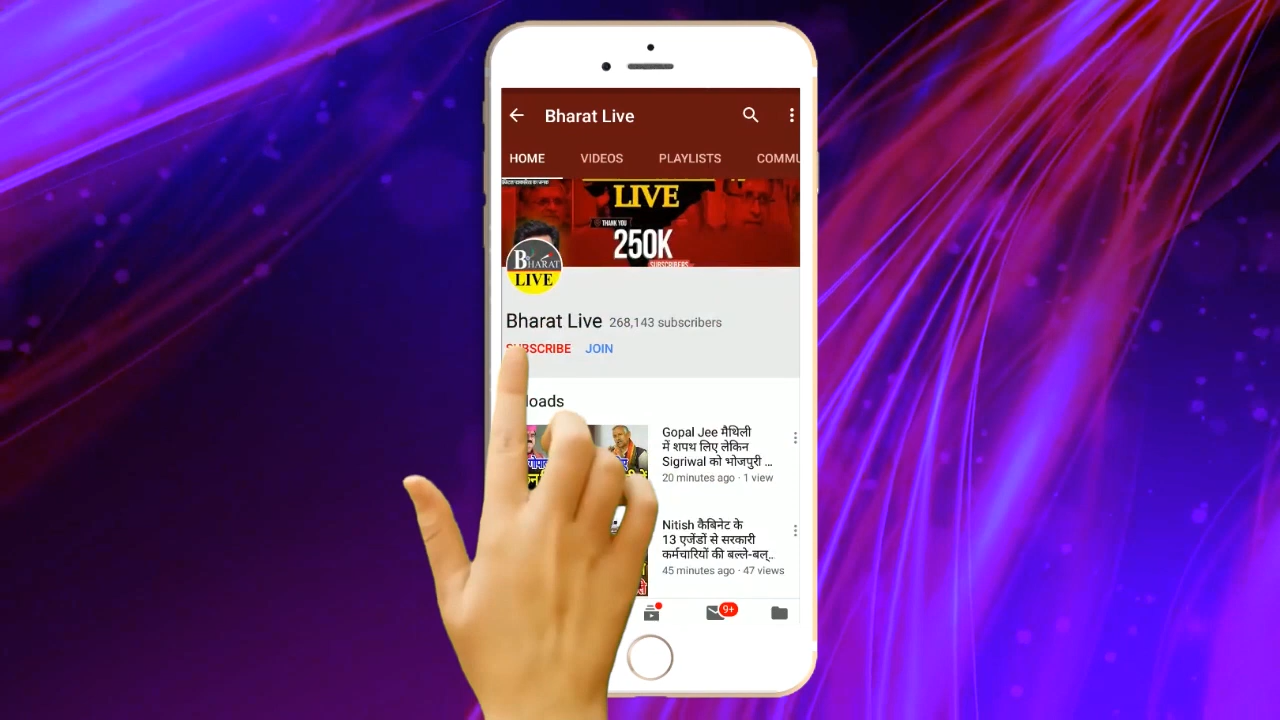 Bharat Live
HOME VIDEOS PLAYLISTS COMMU
LIVE
THANK YOU
250K
SUBSCRIBERS
BHARAT
LIVE
Bharat Live 268,143 subscribers
SUBSCRIBE JOIN
loads
Gopal Jee मैथिली
में शपथ लिए लेकिन
Sigriwal को भोजपुरी ...
20 minutes ago · 1 view
Nitish कैबिनेट के
13 एजेंडों से सरकारी
कर्मचारियों की बल्ले-बल्..
45 minutes ago · 47 views
9+